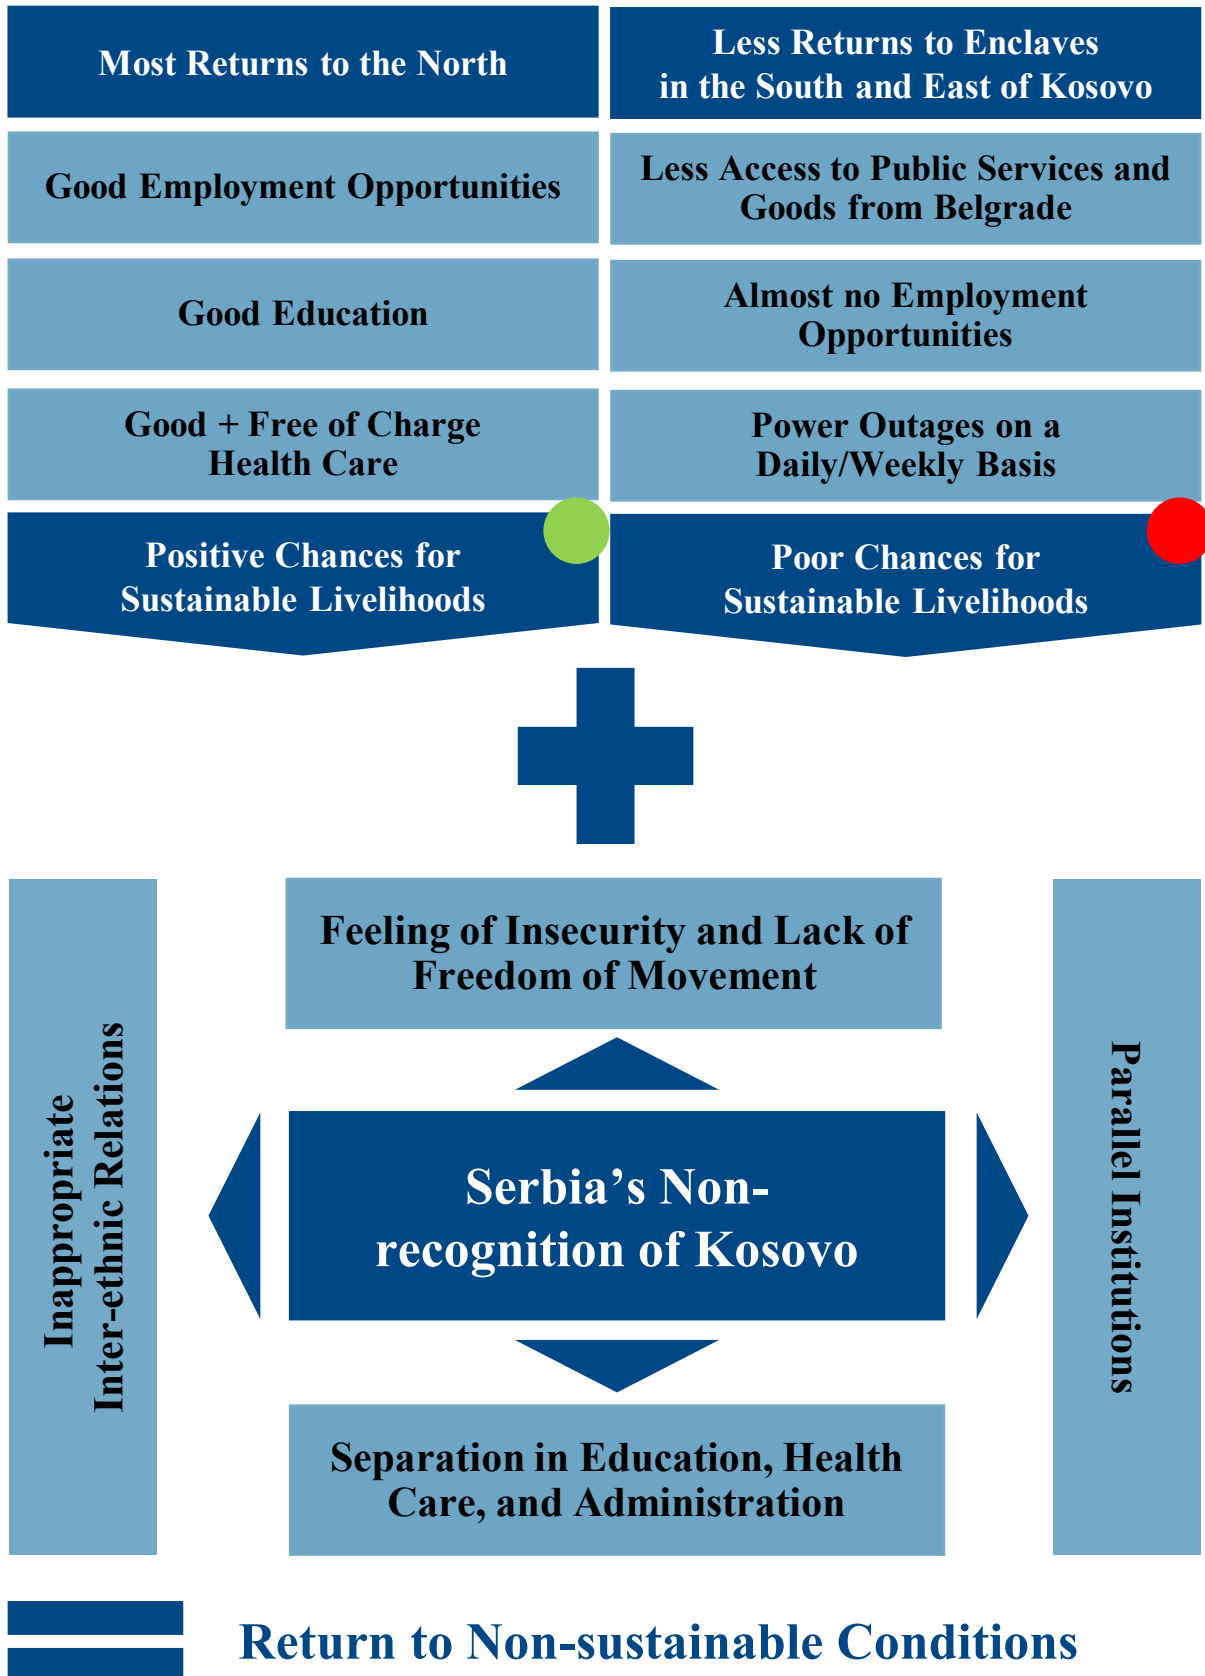 Most Returns to the North
Less Returns to Enclaves
in the South and East of Kosovo
Good Employment Opportunities
Less Access to Public Services and
Goods from Belgrade
Good Education
Almost no Employment
Opportunities
Good + Free of Charge
Health Care
Power Outages on a
Daily/Weekly Basis
Positive Chances for
Sustainable Livelihoods
Poor Chances for
Sustainable Livelihoods
Feeling of Insecurity and Lack of
Freedom of Movement
Inappropriate
Inter-ethnic Relations
Serbia’s Non-
recognition of Kosovo
Parallel Institutions
Separation in Education, Health
Care, and Administration
Return to Non-sustainable Conditions